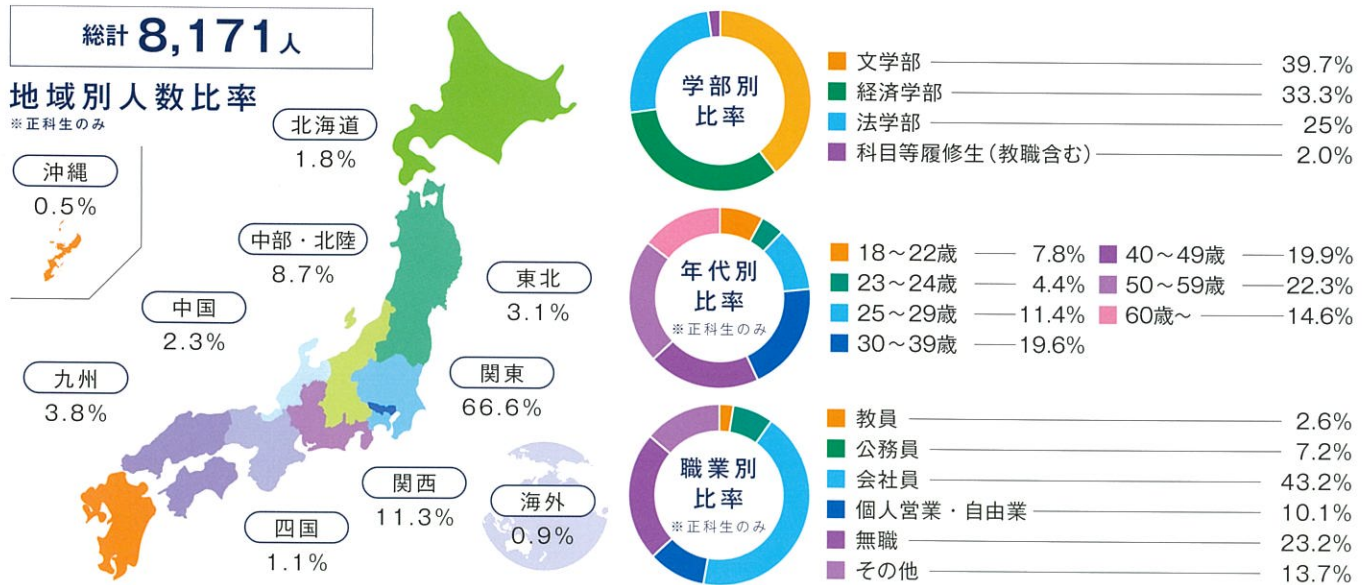 総計 8,171人
地域別人数比率
※正科生のみ
北海道
1.8%
沖縄
0.5%
中部・北陸
8.7%
東北
3.1%
中国
2.3%
九州
3.8%
関東
66.6%
関西
11.3%
海外
0.9%
四国
1.1%
学部別
比率
文学部 39.7%
経済学部 33.3%
法学部 25%
科目等履修生(教職含む) 2.0%
年代別
比率
※正科生のみ
18〜22歳 7.8%
23〜24歳 4.4%
25〜29歳 11.4%
30〜39歳 19.6%
40〜49歳 19.9%
50〜59歳 22.3%
60歳〜 14.6%
職業別
比率
※正科生のみ
教員 2.6%
公務員 7.2%
会社員 43.2%
個人営業・自由業 10.1%
無職 23.2%
その他 13.7%